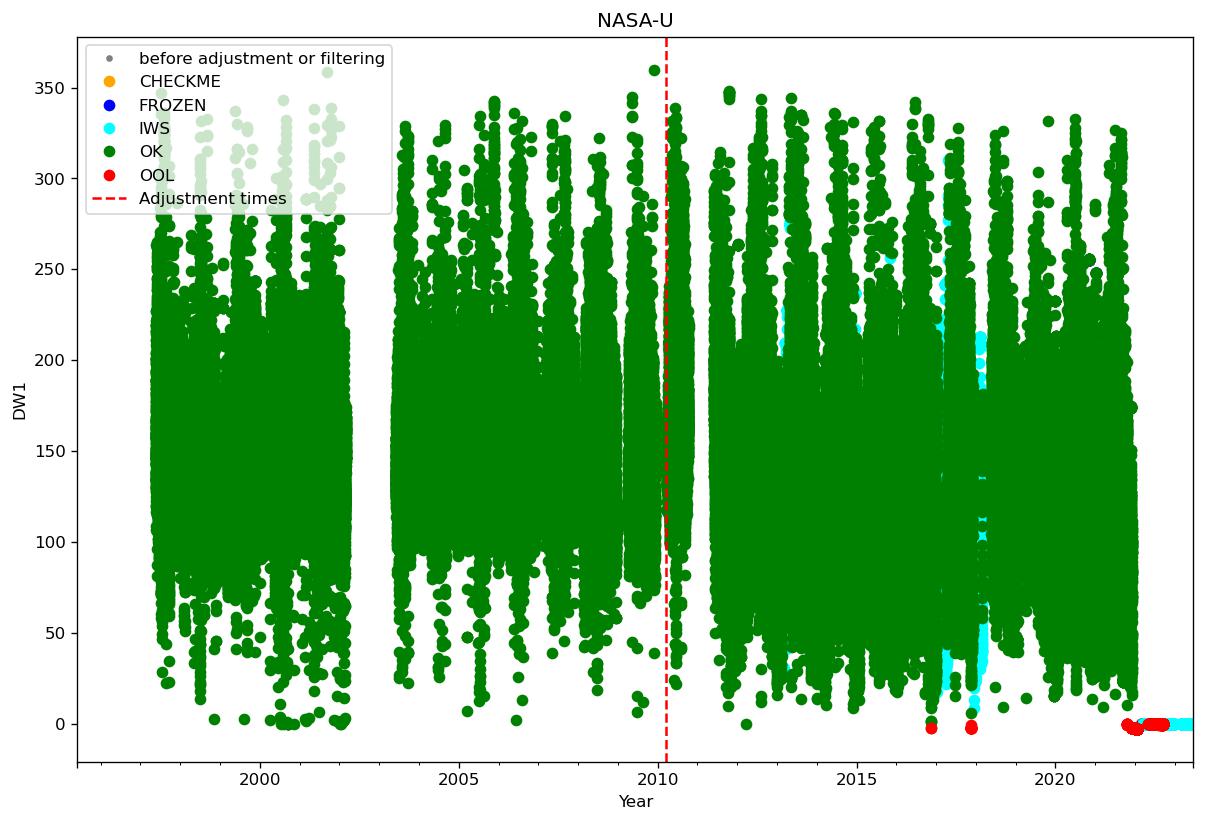 NASA-U
before adjustment or filtering
CHECKME
FROZEN
IWS
OK
OOL
Adjustment times
350
300
250
200
150
100
50
0
DW1
2000
2005
2010
2015
2020
Year